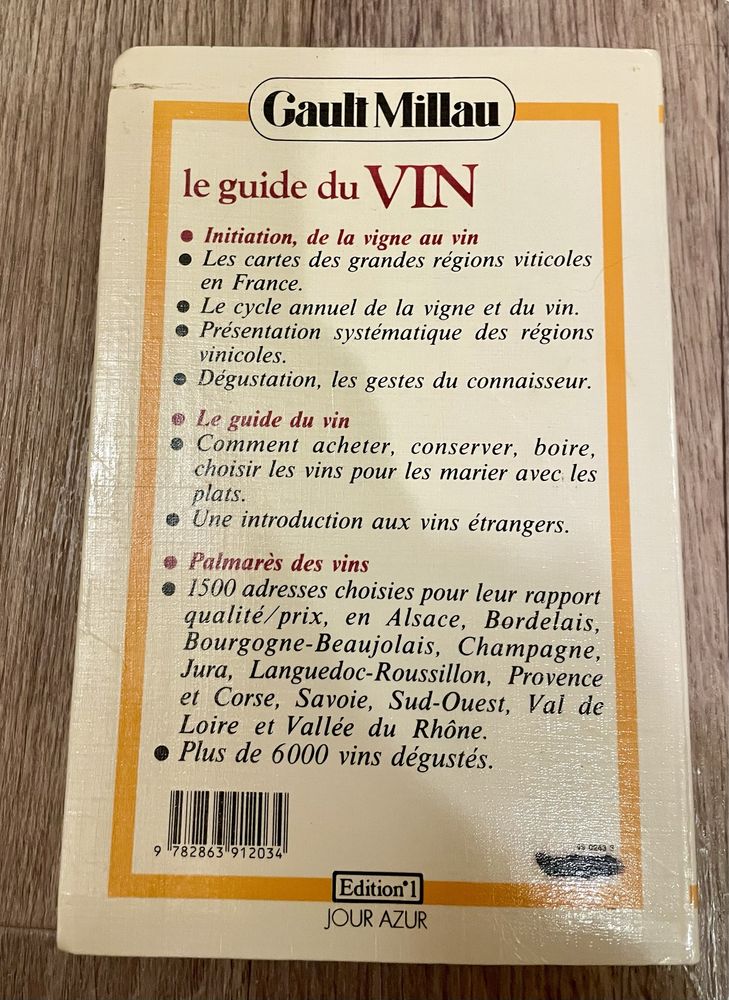 Gault Millau
le guide du VIN
● Initiation, de la vigne au vin
● Les cartes des grandes régions viticoles
en France.
● Le cycle annuel de la vigne et du vin.
● Présentation systématique des régions
vinicoles.
● Dégustation, les gestes du connaisseur.
● Le guide du vin
● Comment acheter, conserver, boire,
choisir les vins pour les marier avec les
plats.
● Une introduction aux vins étrangers.
● Palmarès des vins
● 1500 adresses choisies pour leur rapport
qualité/prix, en Alsace, Bordelais,
Bourgogne-Beaujolais, Champagne,
Jura, Languedoc-Roussillon, Provence
et Corse, Savoie, Sud-Ouest, Val de
Loire et Vallée du Rhône.
● Plus de 6000 vins dégustés.
9 782863 912034
Edition°1
JOUR AZUR